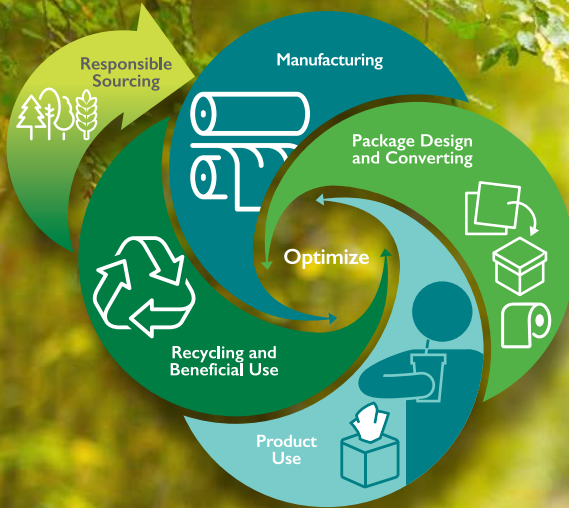 Responsible
Sourcing
Manufacturing
Package Design
and Converting
Optimize
Recycling and
Beneficial Use
Product
Use